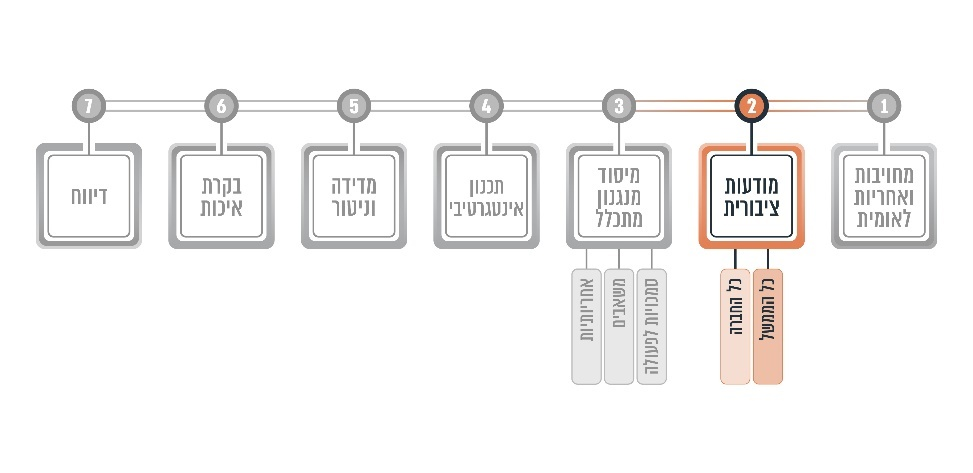 1
2
3
4
5
6
7
מחויבות
ואחריות
לאומית
מודעות
ציבורית
מיסוד
מנגנון
מתכלל
תכנון
אינטגרטיבי
מדידה
וניטור
בקרת
איכות
דיווח
כל הממשל
כל החברה
סמכויות לפעולה
משאבים
אחריותיות